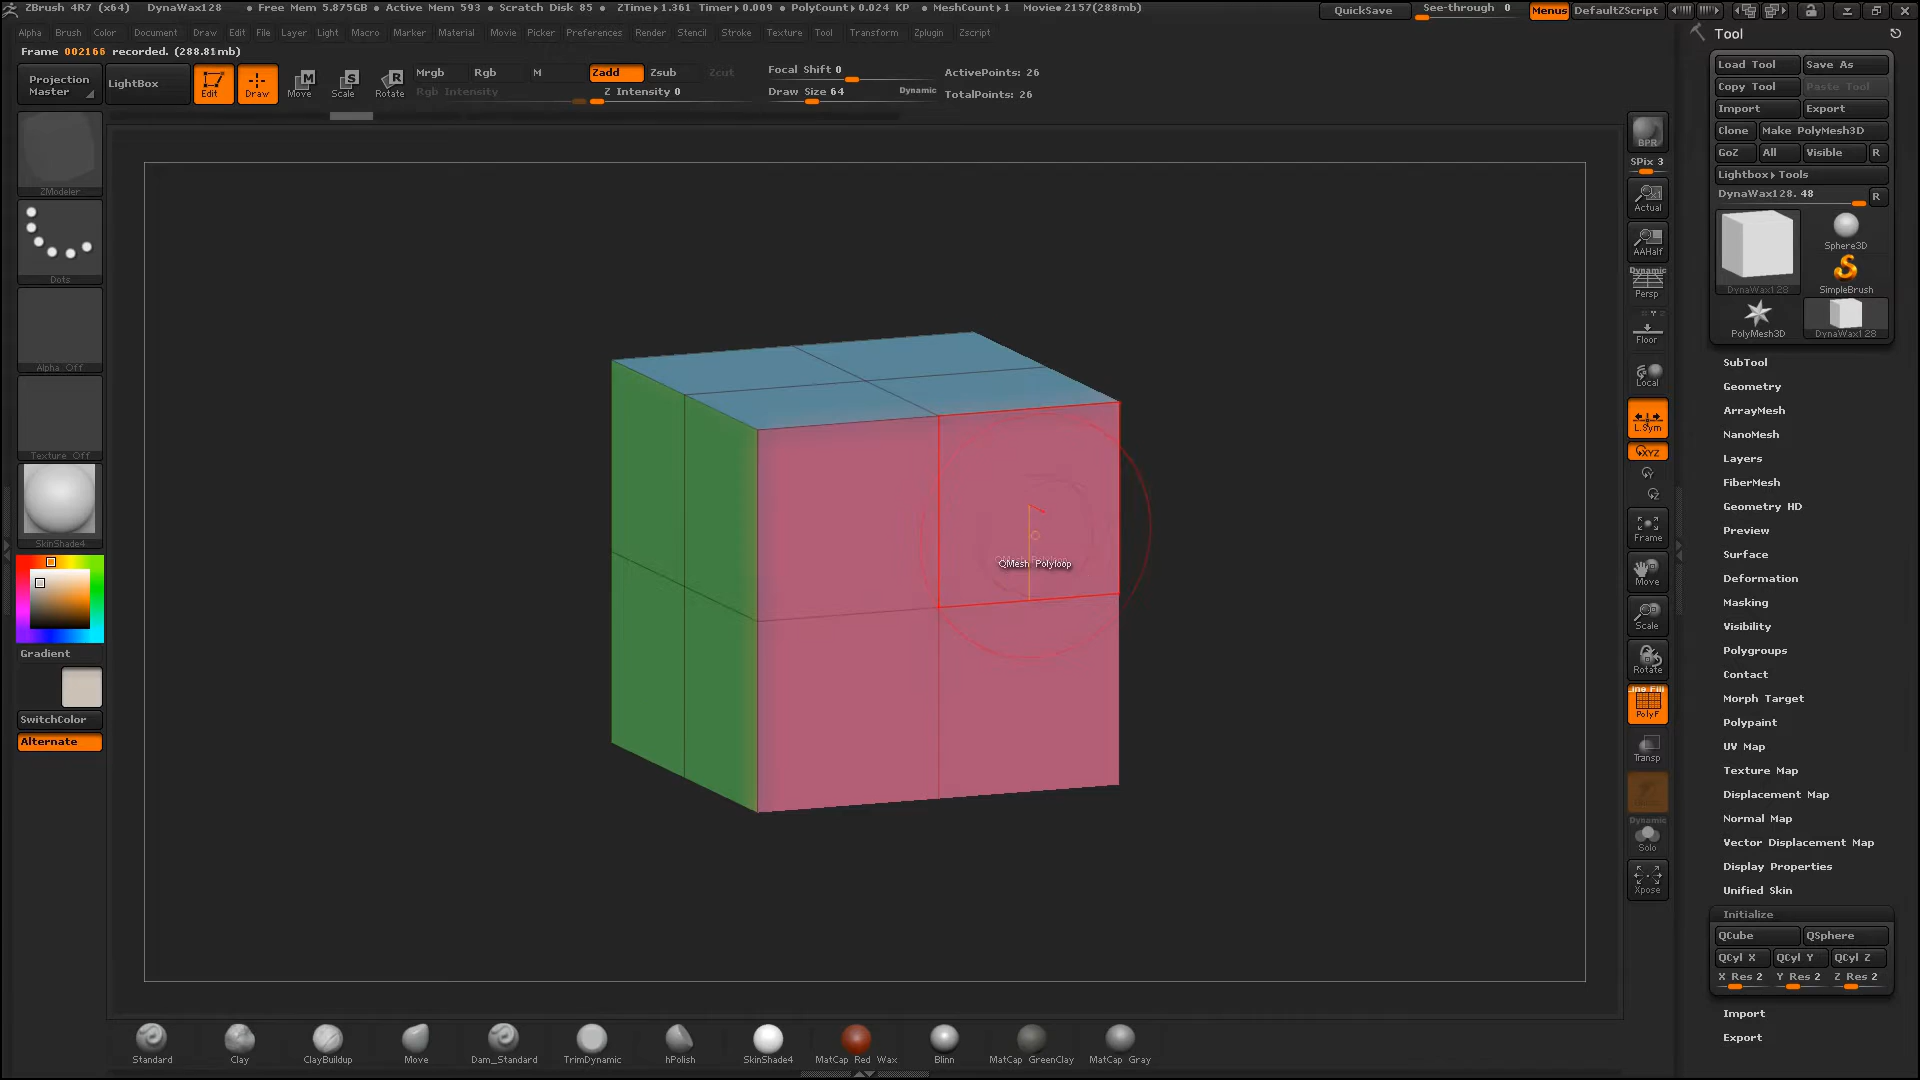 ZBrush 4R7 (x64) DynaWax128 • Free Mem 5.875GB • Active Mem 593 • Scratch Disk 85 • ZTime▸1.361 Timer▸0.009 • PolyCount▸0.024 KP • MeshCount▸1 Movie● 2157(288mb) QuickSave See-through 0 Menus DefaultZScript
Alpha Brush Color Document Draw Edit File Layer Light Macro Marker Material Movie Picker Preferences Render Stencil Stroke Texture Tool Transform Zplugin Zscript
Frame 002166 recorded. (288.81mb)
Projection Master
LightBox
Edit
Draw
Move
Scale
Rotate
Mrgb Rgb M
Rgb Intensity
Zadd Zsub Zcut
Z Intensity 0
Focal Shift 0
Draw Size 64 Dynamic
ActivePoints: 26
TotalPoints: 26
ZModeler
Dots
Alpha Off
Texture Off
SkinShade4
Gradient
SwitchColor
Alternate
QMesh Polyloop
BPR
SPix 3
Actual
AAHalf
Dynamic
Persp
Floor
Local
L.Sym
XYZ
Y
Z
Frame
Move
Scale
Rotate
Line Fill
PolyF
Transp
Dynamic
Solo
Xpose
Tool
Load Tool Save As
Copy Tool Paste Tool
Import Export
Clone Make PolyMesh3D
GoZ All Visible R
Lightbox▸Tools
DynaWax128. 48 R
DynaWax128
Sphere3D
SimpleBrush
PolyMesh3D
DynaWax128
SubTool
Geometry
ArrayMesh
NanoMesh
Layers
FiberMesh
Geometry HD
Preview
Surface
Deformation
Masking
Visibility
Polygroups
Contact
Morph Target
Polypaint
UV Map
Texture Map
Displacement Map
Normal Map
Vector Displacement Map
Display Properties
Unified Skin
Initialize
QCube QSphere
QCyl X QCyl Y QCyl Z
X Res 2 Y Res 2 Z Res 2
Import
Export
Standard Clay ClayBuildup Move Dam_Standard TrimDynamic hPolish SkinShade4 MatCap Red Wax Blinn MatCap GreenClay MatCap Gray